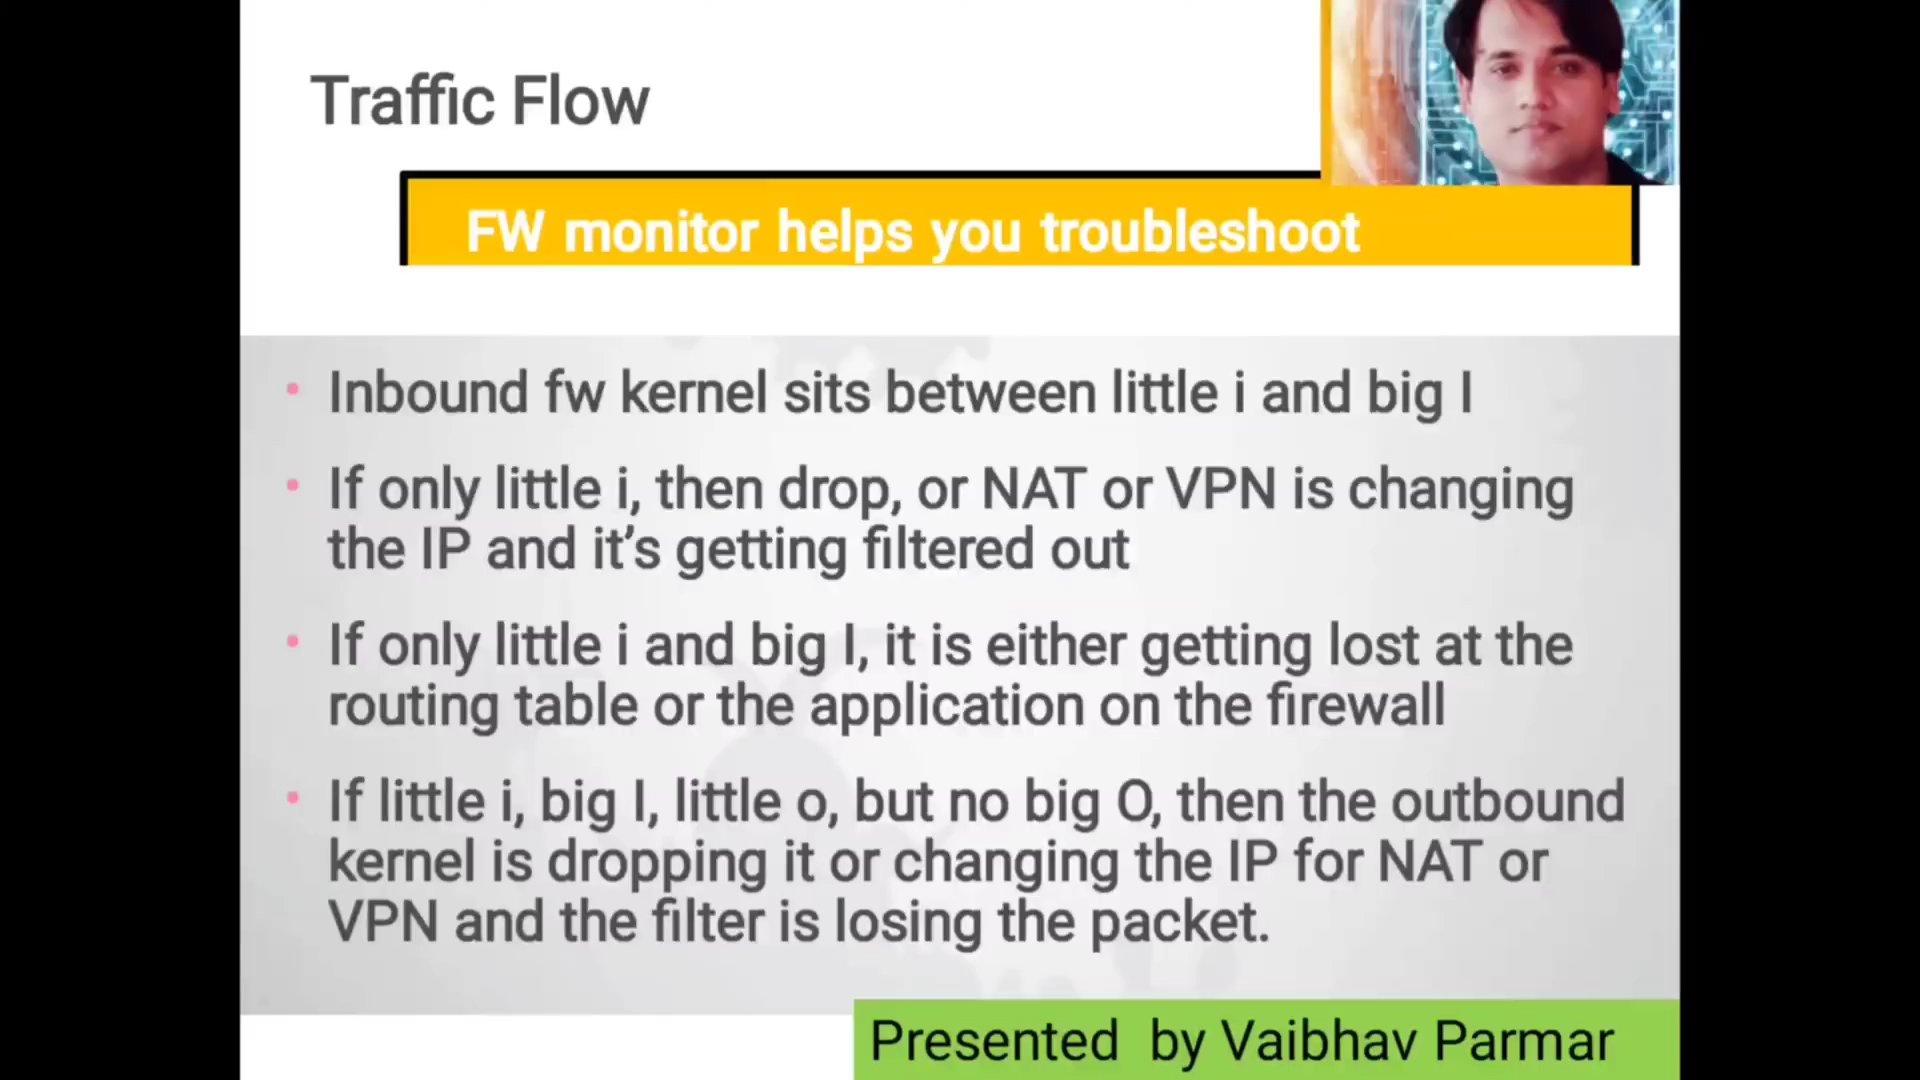 Traffic Flow
FW monitor helps you troubleshoot
• Inbound fw kernel sits between little i and big I
• If only little i, then drop, or NAT or VPN is changing
the IP and it’s getting filtered out
• If only little i and big I, it is either getting lost at the
routing table or the application on the firewall
• If little i, big I, little o, but no big O, then the outbound
kernel is dropping it or changing the IP for NAT or
VPN and the filter is losing the packet.
Presented by Vaibhav Parmar